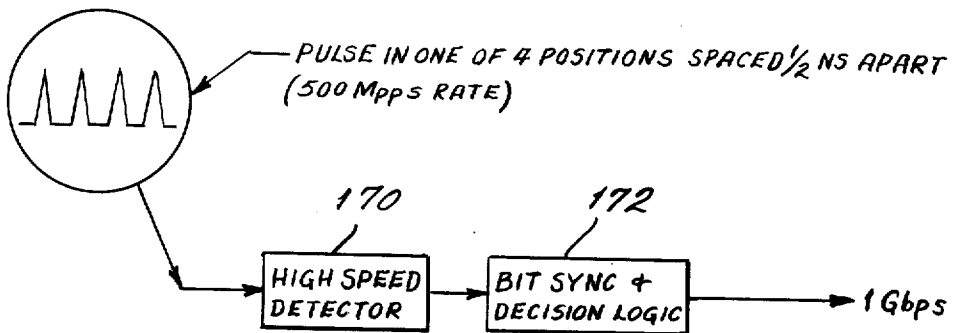 PULSE IN ONE OF 4 POSITIONS SPACED 1/2 NS APART
(500 Mpps RATE)
170
172
HIGH SPEED
DETECTOR
BIT SYNC &
DECISION LOGIC
1 Gbps